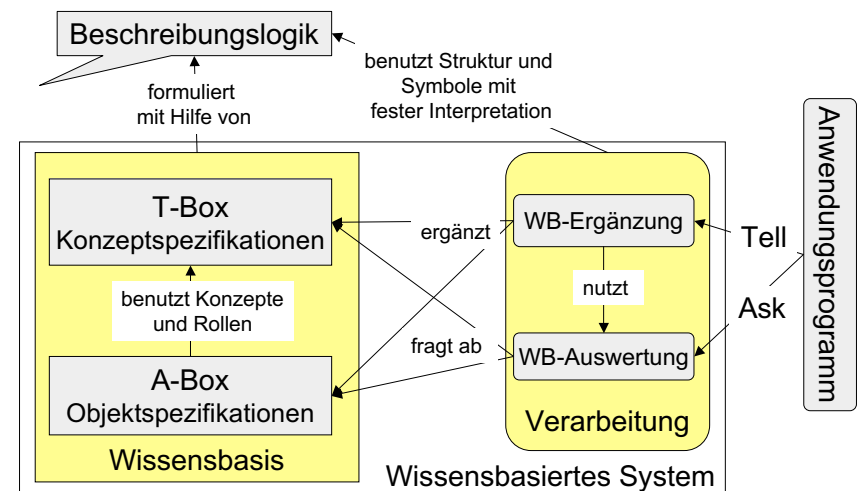 Beschreibungslogik
benutzt Struktur und
Symbole mit
fester Interpretation
formuliert
mit Hilfe von
Anwendungsprogramm
T-Box
Konzeptspezifikationen
ergänzt
WB-Ergänzung
Tell
benutzt Konzepte
und Rollen
nutzt
Ask
fragt ab
WB-Auswertung
A-Box
Objektspezifikationen
Verarbeitung
Wissensbasis
Wissensbasiertes System